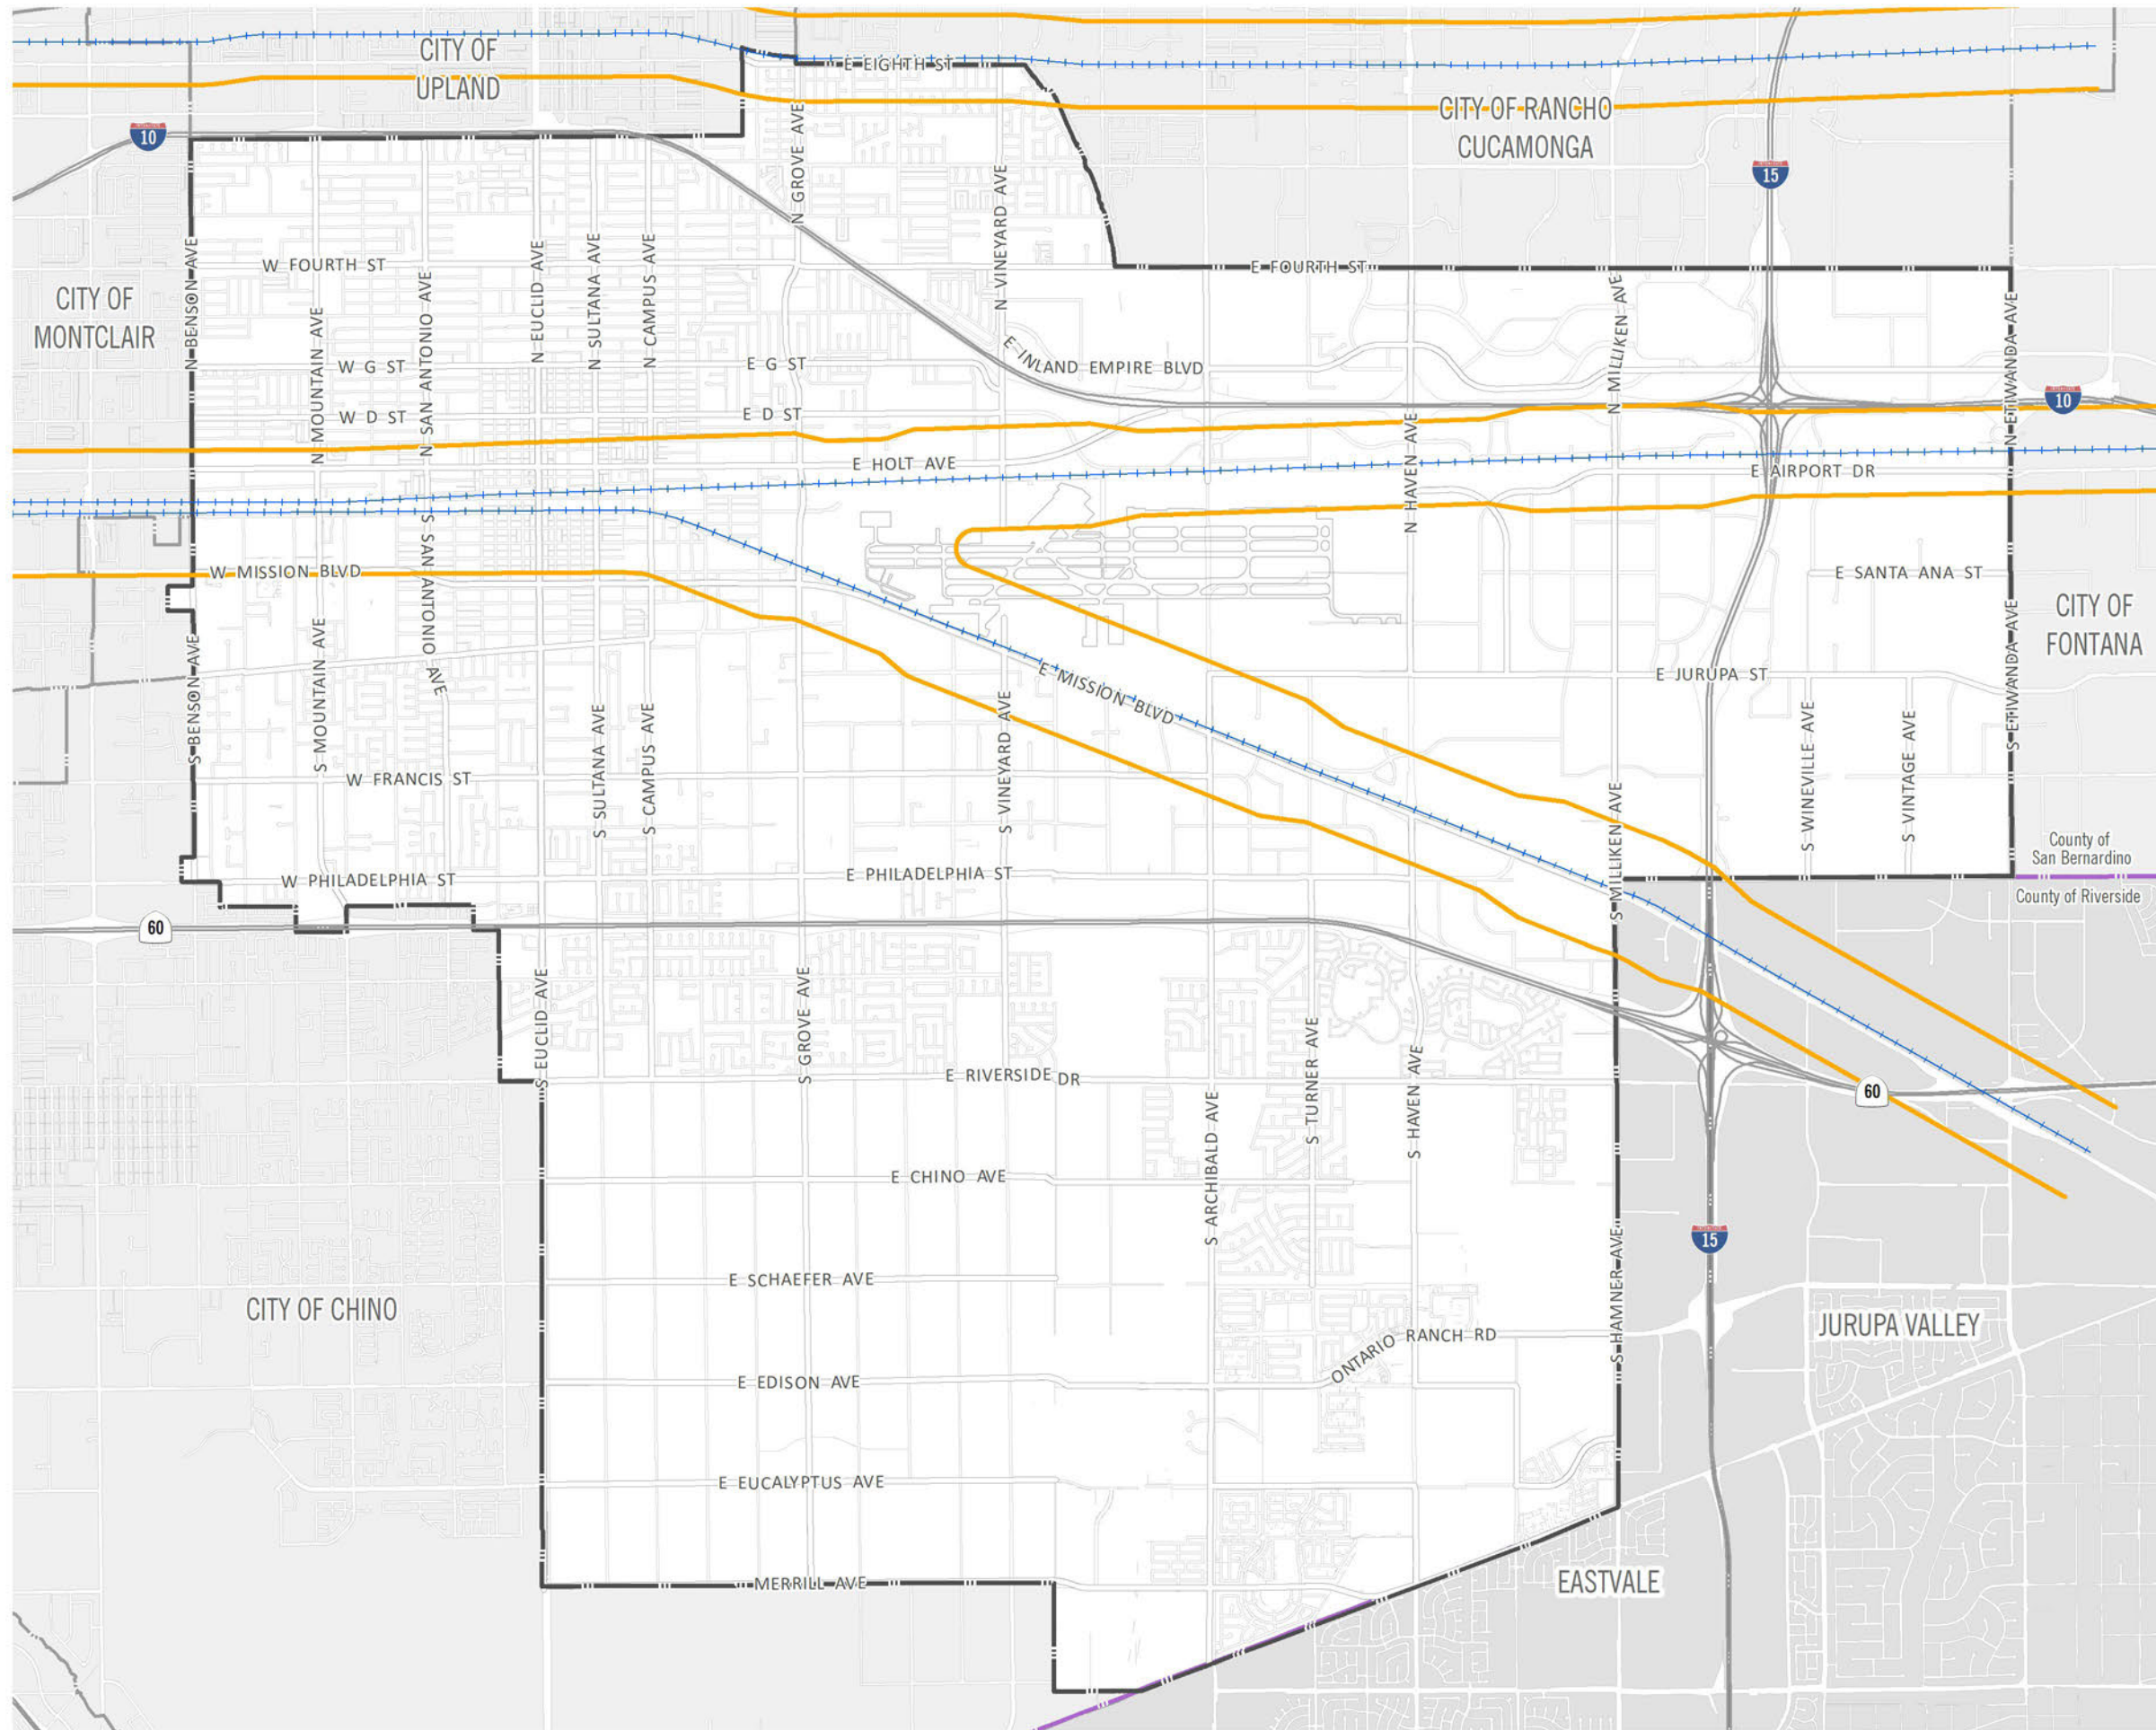 CITY OF
UPLAND
E EIGHTH ST
CITY OF RANCHO
CUCAMONGA
10
15
N GROVE AVE
N VINEYARD AVE
W FOURTH ST
E FOURTH ST
CITY OF
MONTCLAIR
N BENSON AVE
N MOUNTAIN AVE
N SAN ANTONIO AVE
N EUCLID AVE
N SULTANA AVE
N CAMPUS AVE
N MILLIKEN AVE
N ETIWANDA AVE
W G ST
E G ST
E INLAND EMPIRE BLVD
10
W D ST
E D ST
N HAVEN AVE
E HOLT AVE
E AIRPORT DR
W MISSION BLVD
S SAN ANTONIO AVE
E SANTA ANA ST
CITY OF
FONTANA
S BENSON AVE
S MOUNTAIN AVE
E MISSION BLVD
E JURUPA ST
S ETIWANDA AVE
S SULTANA AVE
S CAMPUS AVE
S VINEYARD AVE
S WINEVILLE AVE
S VINTAGE AVE
W FRANCIS ST
S MILLIKEN AVE
County of
San Bernardino
County of Riverside
W PHILADELPHIA ST
E PHILADELPHIA ST
60
S EUCLID AVE
S GROVE AVE
E RIVERSIDE DR
S TURNER AVE
S HAVEN AVE
60
S ARCHIBALD AVE
E CHINO AVE
15
S HAMNER AVE
E SCHAEFER AVE
CITY OF CHINO
ONTARIO RANCH RD
JURUPA VALLEY
E EDISON AVE
E EUCALYPTUS AVE
MERRILL AVE
EASTVALE